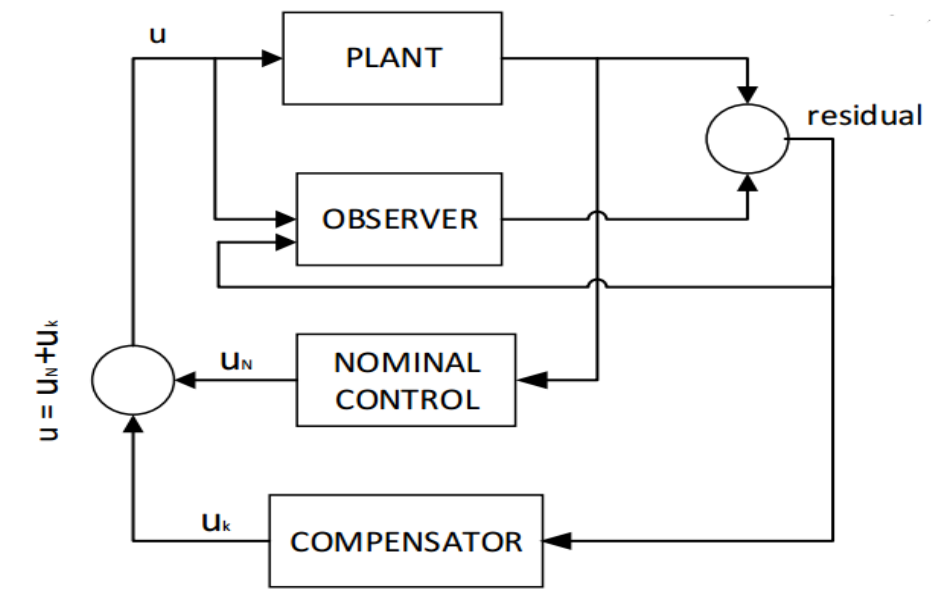 u
PLANT
residual
OBSERVER
u = uN+uk
uN
NOMINAL
CONTROL
uk
COMPENSATOR